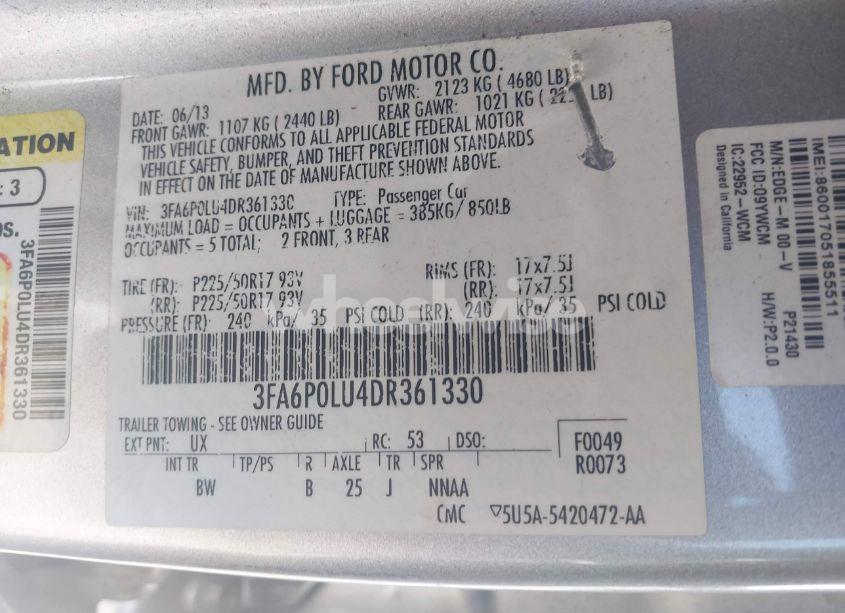 MFD. BY FORD MOTOR CO.
DATE: 06/13
GVWR: 2123 KG ( 4680 LB)
FRONT GAWR: 1107 KG ( 2440 LB)
REAR GAWR: 1021 KG ( LB)
THIS VEHICLE CONFORMS TO ALL APPLICABLE FEDERAL MOTOR
VEHICLE SAFETY, BUMPER, AND THEFT PREVENTION STANDARDS
IN EFFECT ON THE DATE OF MANUFACTURE SHOWN ABOVE.
VIN: 3FA6P0LU4DR361330 TYPE: Passenger Car
MAXIMUM LOAD = OCCUPANTS + LUGGAGE = 385KG/ 850LB
OCCUPANTS = 5 TOTAL; 2 FRONT, 3 REAR
TIRE (FR): P225/50R17 93V RIMS (FR): 17x7.5J
(RR): P225/50R17 93V (RR): 17x7.5J
PRESSURE (FR): 240 kPa/ 35 PSI COLD (RR): 240 kPa/ 35 PSI COLD
wheelwise
3FA6P0LU4DR361330
TRAILER TOWING - SEE OWNER GUIDE
EXT PNT: UX RC: 53 DSO:
F0049
R0073
INT TR TP/PS R AXLE TR SPR
BW B 25 J NNAA
CMC ▽5U5A-5420472-AA
ATION
: 3
os.
3FA6P0LU4DR361330
IMEI:860017051855511
M/N:EDGE-M 00-V P21430
FCC ID:O9YWCM H/W:P2.0.0
IC:22952-WCM
Designed in California